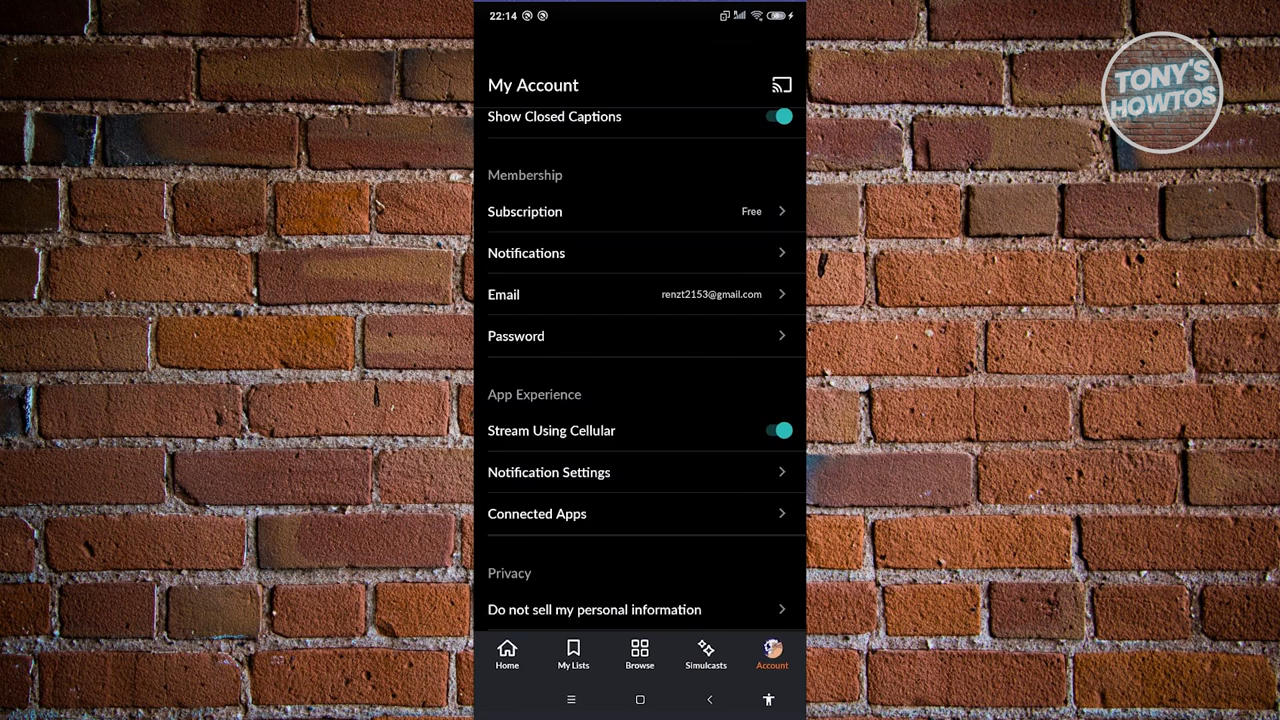 22:14
TONY'S
HOWTOS
My Account
Show Closed Captions
Membership
Subscription Free
Notifications
Email renzt2153@gmail.com
Password
App Experience
Stream Using Cellular
Notification Settings
Connected Apps
Privacy
Do not sell my personal information
Home My Lists Browse Simulcasts Account